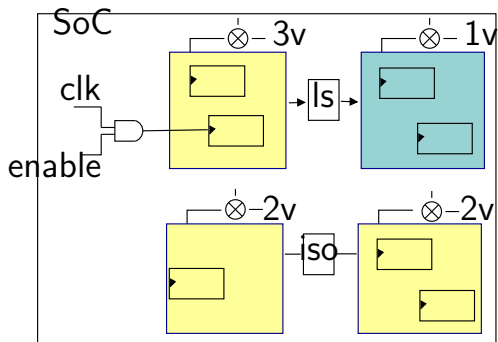 SoC
3v
1v
clk
ls
enable
2v
2v
iso